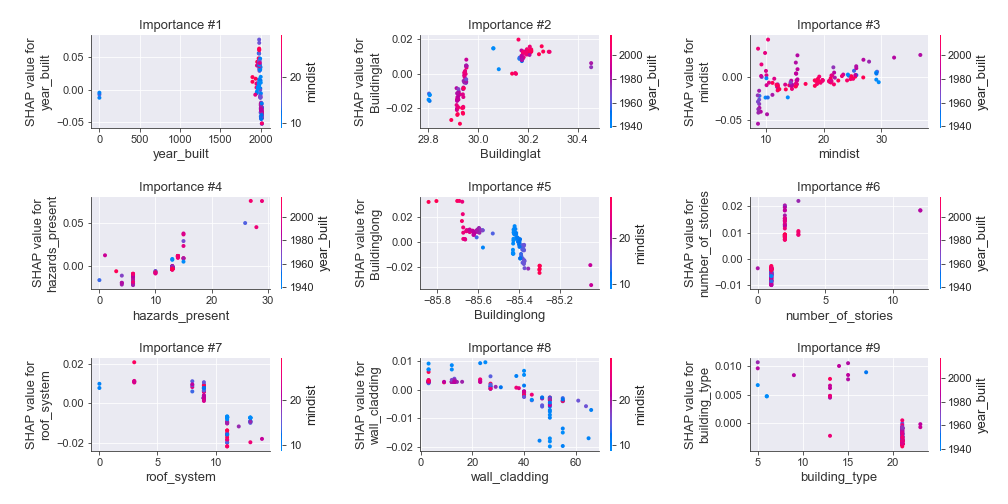 Importance #1
Importance #2
Importance #3
SHAP value for
year_built
0.05
0.00
−0.05
0
500
1000
1500
2000
year_built
20
10
mindist
SHAP value for
Buildinglat
0.02
0.00
−0.02
29.8
30.0
30.2
30.4
Buildinglat
2000
1980
1960
1940
year_built
SHAP value for
mindist
0.00
−0.05
10
20
30
mindist
2000
1980
1960
1940
year_built
Importance #4
Importance #5
Importance #6
SHAP value for
hazards_present
0.05
0.00
0
10
20
30
hazards_present
2000
1980
1960
1940
year_built
SHAP value for
Buildinglong
0.02
0.00
−0.02
−85.8
−85.6
−85.4
−85.2
Buildinglong
20
10
mindist
SHAP value for
number_of_stories
0.02
0.01
0.00
−0.01
0
5
10
number_of_stories
2000
1980
1960
1940
year_built
Importance #7
Importance #8
Importance #9
SHAP value for
roof_system
0.02
0.00
−0.02
0
5
10
roof_system
20
10
mindist
SHAP value for
wall_cladding
0.01
0.00
−0.01
−0.02
0
20
40
60
wall_cladding
20
10
mindist
SHAP value for
building_type
0.010
0.005
0.000
5
10
15
20
building_type
2000
1980
1960
1940
year_built